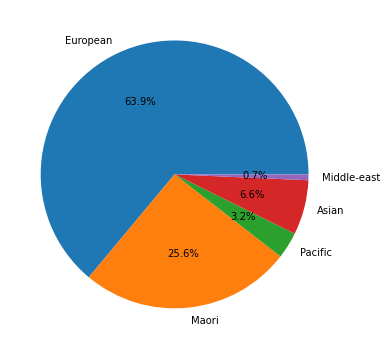 European
63.9%
0.7%
Middle-east
6.6%
Asian
3.2%
Pacific
25.6%
Maori